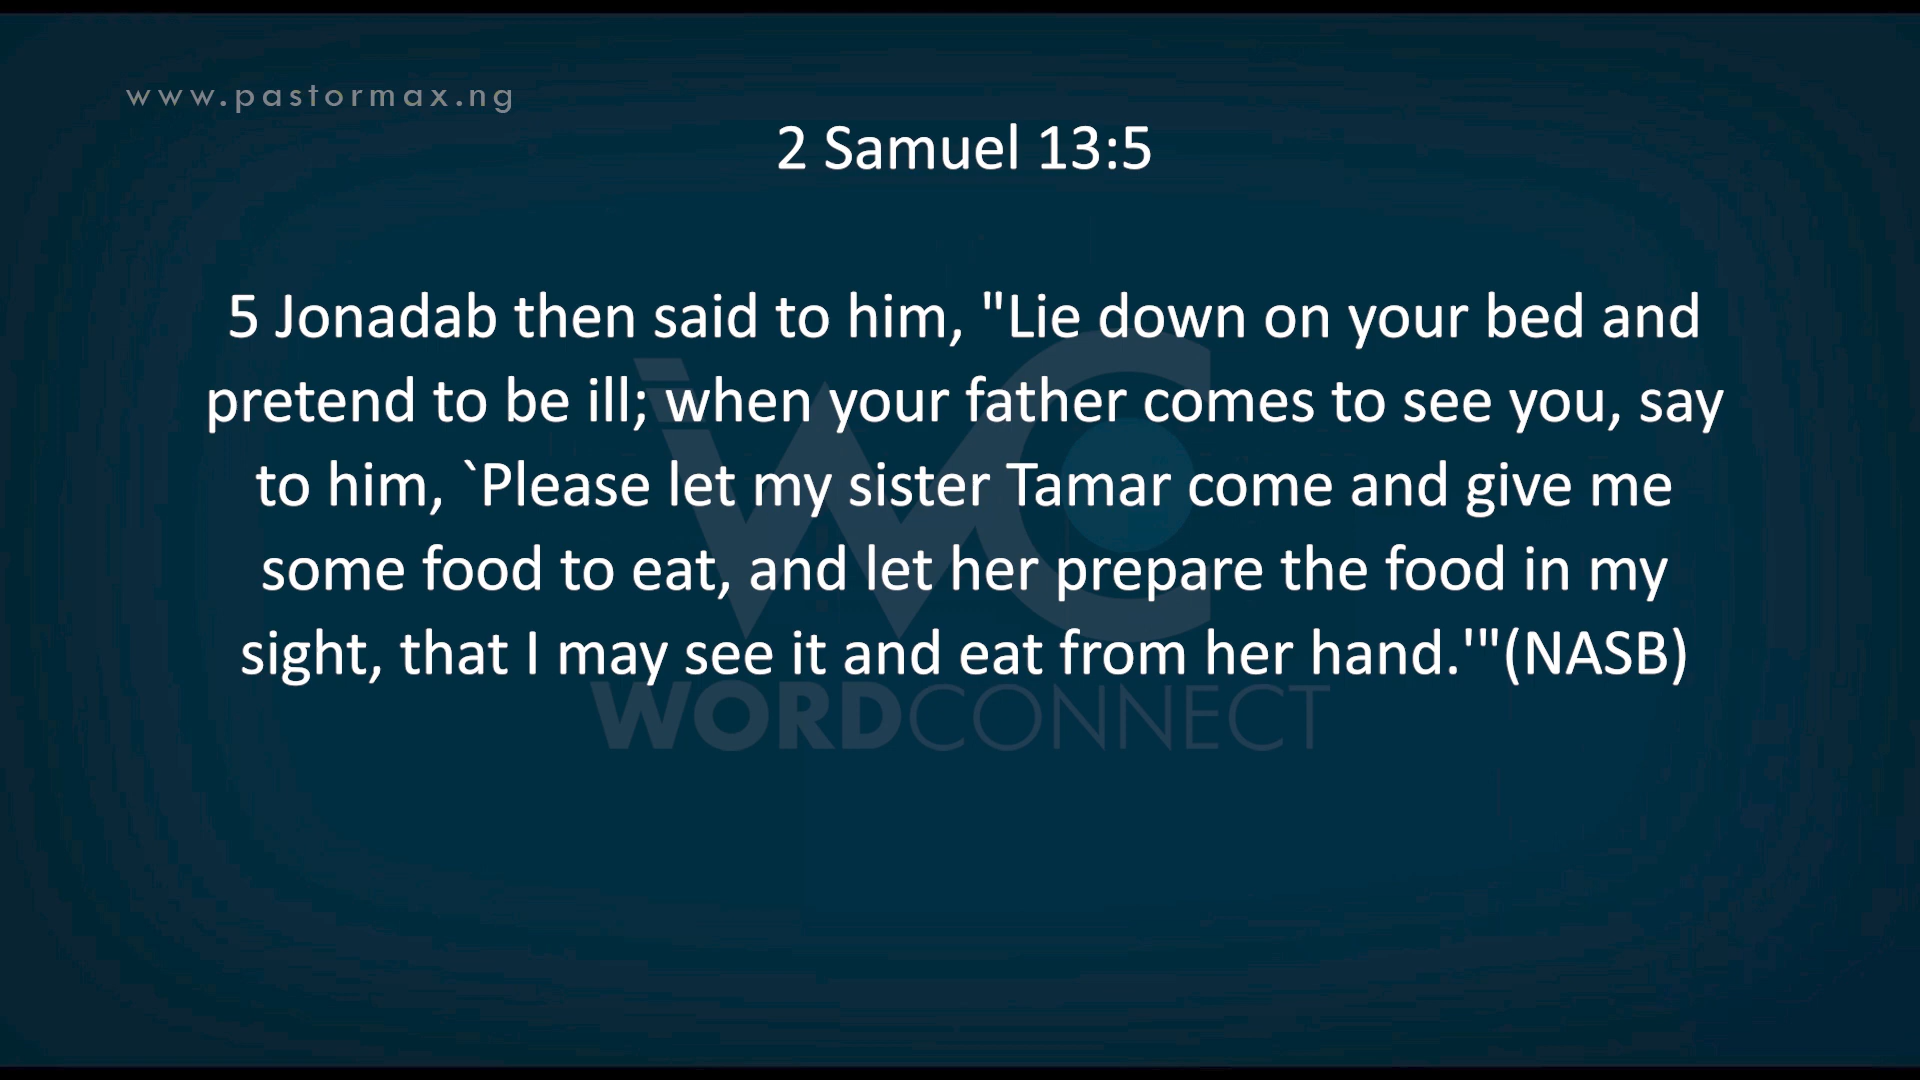 www.pastormax.ng
2 Samuel 13:5
5 Jonadab then said to him, "Lie down on your bed and
pretend to be ill; when your father comes to see you, say
to him, `Please let my sister Tamar come and give me
some food to eat, and let her prepare the food in my
sight, that I may see it and eat from her hand.'"(NASB)
WC
WORDCONNECT